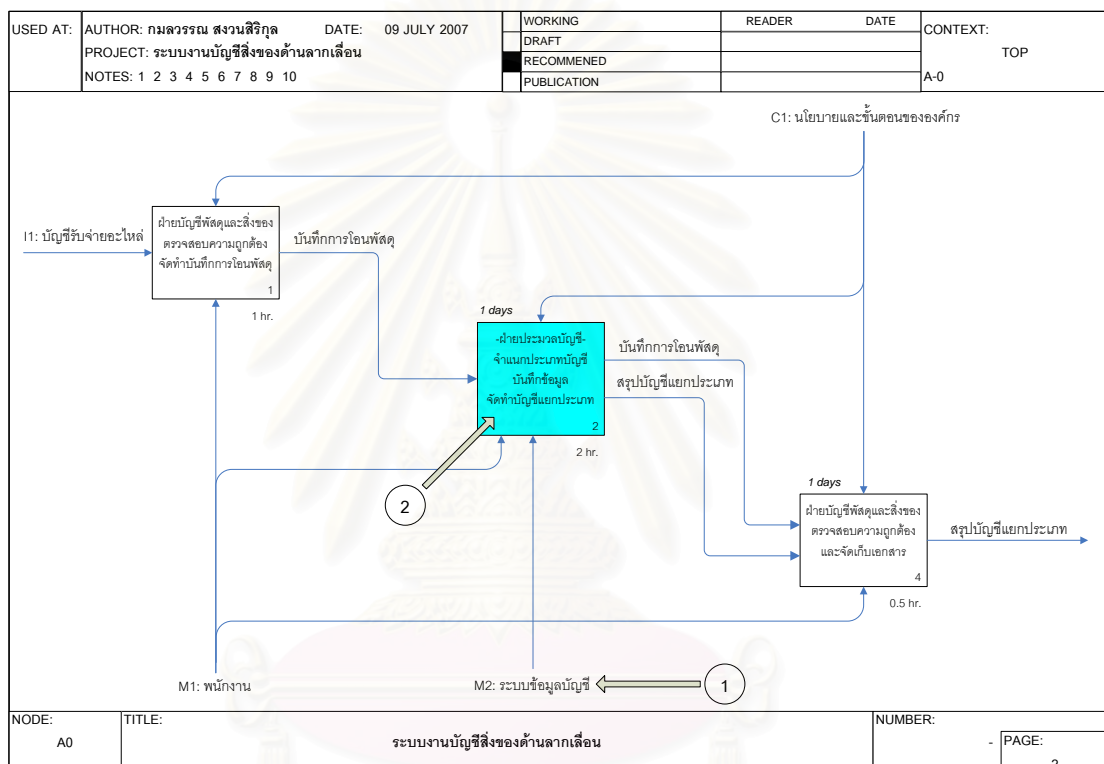 USED AT:
AUTHOR: กมลวรรณ สงวนสิริกุล
DATE: 09 JULY 2007
PROJECT: ระบบงานบัญชีสิ่งของด้านลากเลื่อน
NOTES: 1 2 3 4 5 6 7 8 9 10
WORKING
DRAFT
RECOMMENED
PUBLICATION
READER
DATE
CONTEXT:
TOP
A-0
C1: นโยบายและขั้นตอนขององค์กร
I1: บัญชีรับจ่ายอะไหล่
ฝ่ายบัญชีพัสดุและสิ่งของ
ตรวจสอบความถูกต้อง
จัดทำบันทึกการโอนพัสดุ
1
1 hr.
บันทึกการโอนพัสดุ
1 days
-ฝ่ายประมวลบัญชี-
จำแนกประเภทบัญชี
บันทึกข้อมูล
จัดทำบัญชีแยกประเภท
2
2 hr.
บันทึกการโอนพัสดุ
สรุปบัญชีแยกประเภท
2
1 days
ฝ่ายบัญชีพัสดุและสิ่งของ
ตรวจสอบความถูกต้อง
และจัดเก็บเอกสาร
4
0.5 hr.
สรุปบัญชีแยกประเภท
M1: พนักงาน
M2: ระบบข้อมูลบัญชี
1
NODE:
A0
TITLE:
ระบบงานบัญชีสิ่งของด้านลากเลื่อน
NUMBER:
-
PAGE: